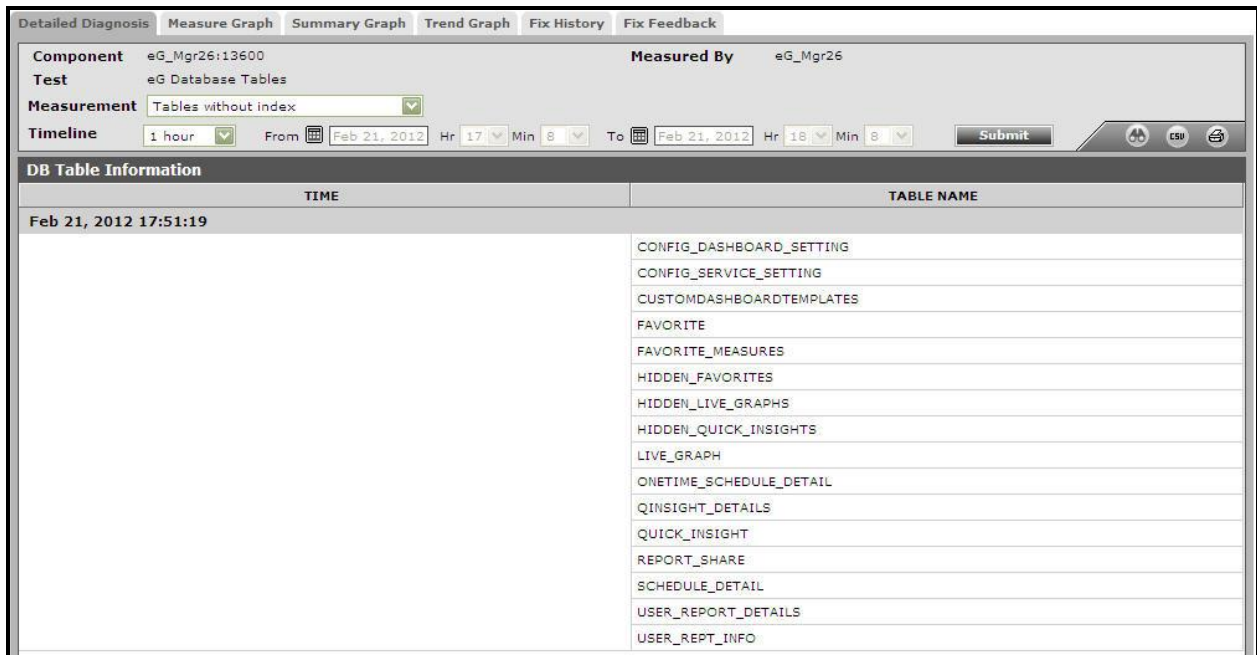 Detailed Diagnosis Measure Graph Summary Graph Trend Graph Fix History Fix Feedback
Component eG_Mgr26:13600 Measured By eG_Mgr26
Test eG Database Tables
Measurement Tables without index
Timeline 1 hour From Feb 21, 2012 Hr 17 Min 8 To Feb 21, 2012 Hr 18 Min 8 Submit CSV
DB Table Information
TIME TABLE NAME
Feb 21, 2012 17:51:19
CONFIG_DASHBOARD_SETTING
CONFIG_SERVICE_SETTING
CUSTOMDASHBOARDTEMPLATES
FAVORITE
FAVORITE_MEASURES
HIDDEN_FAVORITES
HIDDEN_LIVE_GRAPHS
HIDDEN_QUICK_INSIGHTS
LIVE_GRAPH
ONETIME_SCHEDULE_DETAIL
QINSIGHT_DETAILS
QUICK_INSIGHT
REPORT_SHARE
SCHEDULE_DETAIL
USER_REPORT_DETAILS
USER_REPT_INFO